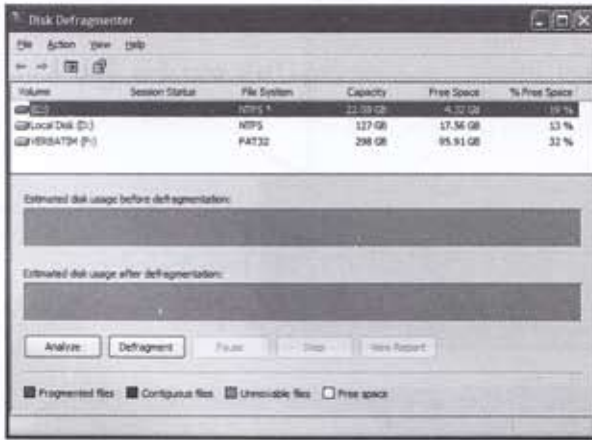 Disk Defragmenter
File Action View Help
Volume Session Status File System Capacity Free Space % Free Space
(C:) NTFS * 4.32 GB 19 %
Local Disk (D:) NTFS 127 GB 17.56 GB 13 %
VERBATIM (F:) FAT32 298 GB 95.91 GB 32 %
Estimated disk usage before defragmentation:
Estimated disk usage after defragmentation:
Analyze Defragment Pause Stop View Report
Fragmented files Contiguous files Unmovable files Free space